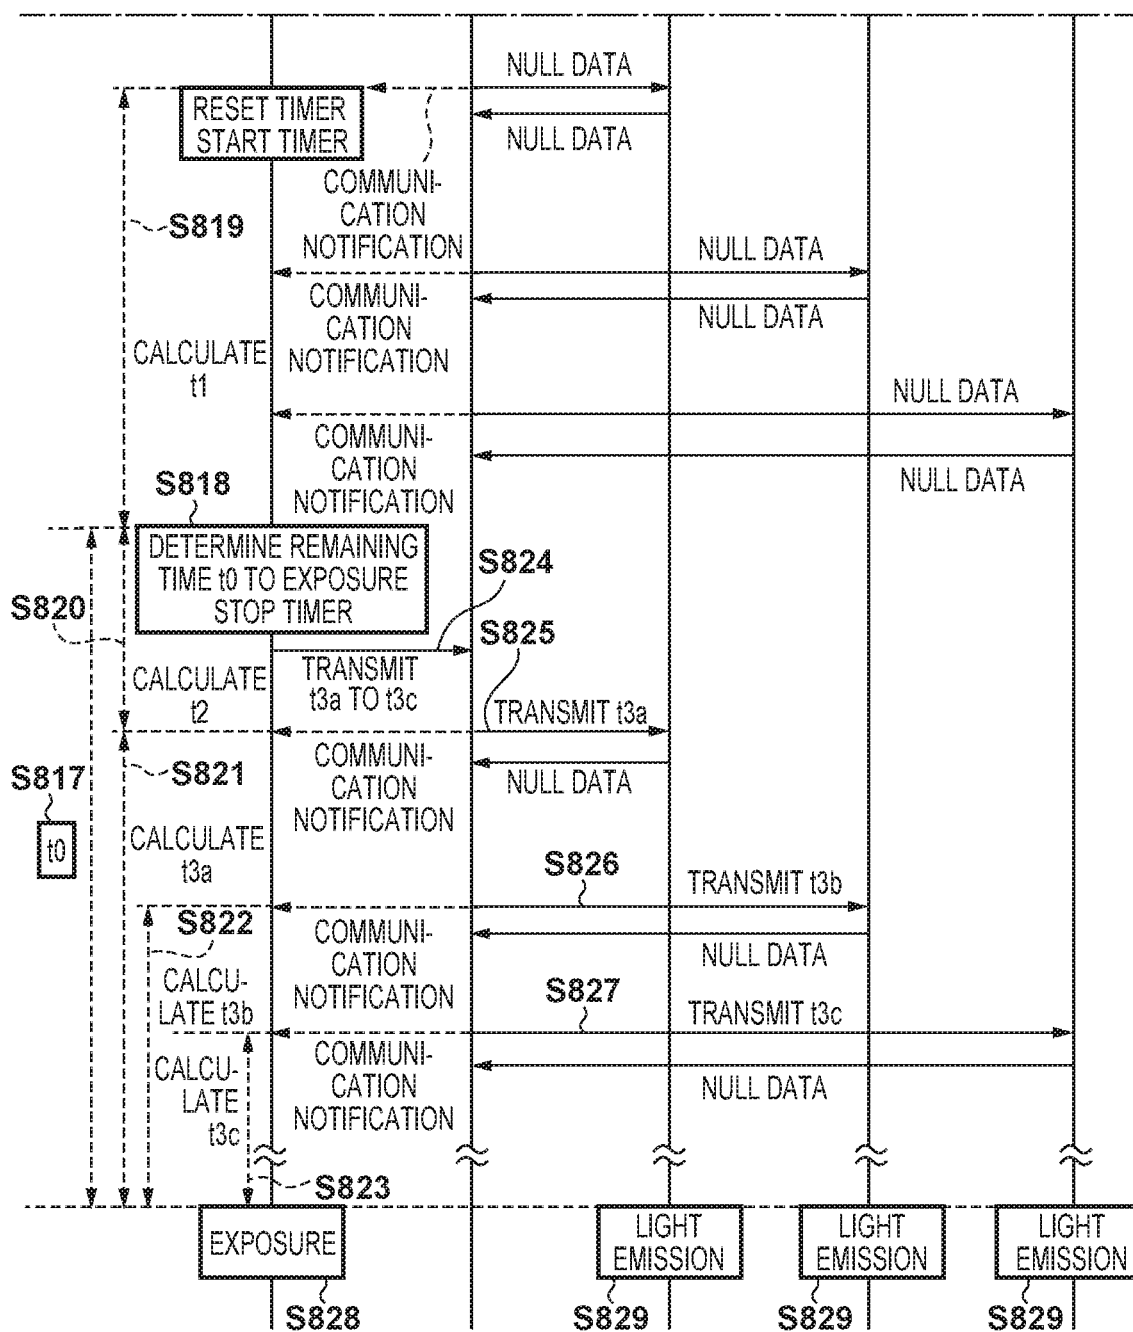 NULL DATA
RESET TIMER
START TIMER
NULL DATA
COMMUNI-
CATION
NOTIFICATION
S819
NULL DATA
COMMUNI-
CATION
NOTIFICATION
NULL DATA
CALCULATE
t1
NULL DATA
COMMUNI-
CATION
NOTIFICATION
NULL DATA
S818
DETERMINE REMAINING
TIME t0 TO EXPOSURE
STOP TIMER
S824
S820
S825
TRANSMIT
t3a TO t3c
CALCULATE
t2
TRANSMIT t3a
S817
t0
S821
COMMUNI-
CATION
NOTIFICATION
NULL DATA
CALCULATE
t3a
S826
TRANSMIT t3b
S822
COMMUNI-
CATION
NOTIFICATION
NULL DATA
CALCU-
LATE t3b
S827
TRANSMIT t3c
CALCU-
LATE
t3c
COMMUNI-
CATION
NOTIFICATION
NULL DATA
S823
EXPOSURE
LIGHT
EMISSION
LIGHT
EMISSION
LIGHT
EMISSION
S828
S829
S829
S829